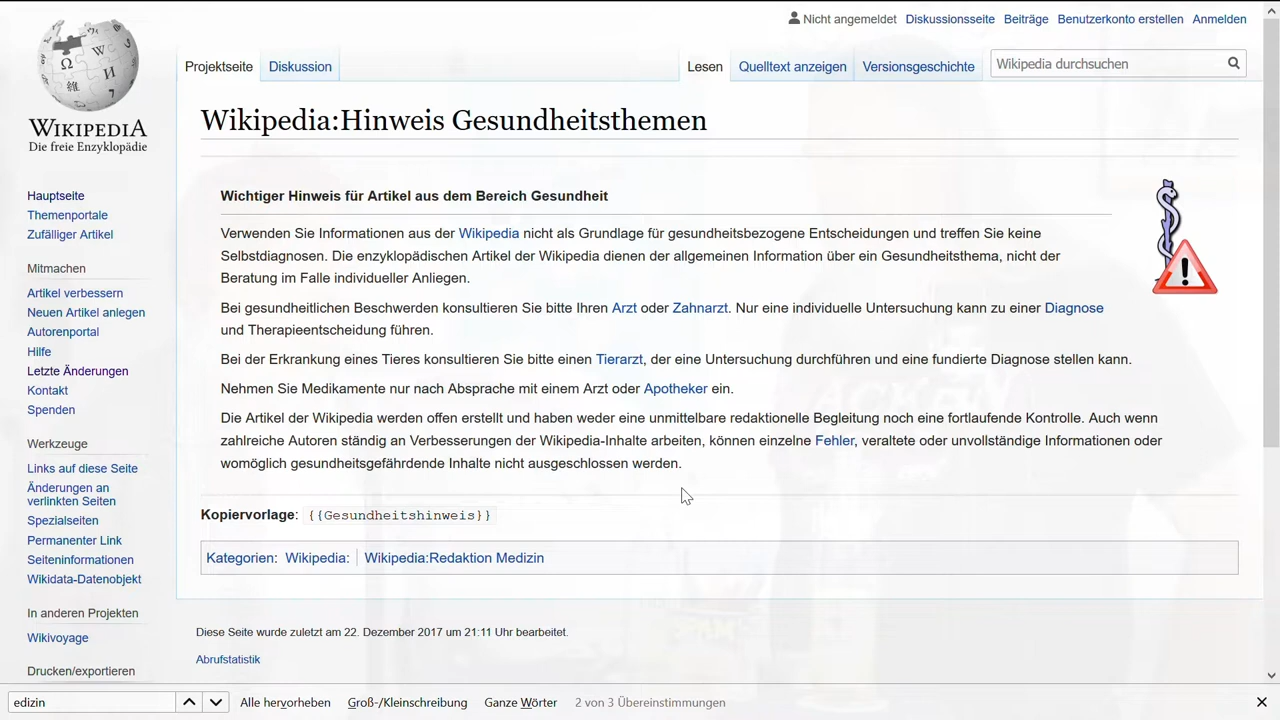 Nicht angemeldet Diskussionsseite Beiträge Benutzerkonto erstellen Anmelden
Projektseite Diskussion Lesen Quelltext anzeigen Versionsgeschichte Wikipedia durchsuchen
WIKIPEDIA
Die freie Enzyklopädie
Hauptseite
Themenportale
Zufälliger Artikel
Mitmachen
Artikel verbessern
Neuen Artikel anlegen
Autorenportal
Hilfe
Letzte Änderungen
Kontakt
Spenden
Werkzeuge
Links auf diese Seite
Änderungen an
verlinkten Seiten
Spezialseiten
Permanenter Link
Seiteninformationen
Wikidata-Datenobjekt
In anderen Projekten
Wikivoyage
Drucken/exportieren
Wikipedia:Hinweis Gesundheitsthemen
Wichtiger Hinweis für Artikel aus dem Bereich Gesundheit
Verwenden Sie Informationen aus der Wikipedia nicht als Grundlage für gesundheitsbezogene Entscheidungen und treffen Sie keine
Selbstdiagnosen. Die enzyklopädischen Artikel der Wikipedia dienen der allgemeinen Information über ein Gesundheitsthema, nicht der
Beratung im Falle individueller Anliegen.
Bei gesundheitlichen Beschwerden konsultieren Sie bitte Ihren Arzt oder Zahnarzt. Nur eine individuelle Untersuchung kann zu einer Diagnose
und Therapieentscheidung führen.
Bei der Erkrankung eines Tieres konsultieren Sie bitte einen Tierarzt, der eine Untersuchung durchführen und eine fundierte Diagnose stellen kann.
Nehmen Sie Medikamente nur nach Absprache mit einem Arzt oder Apotheker ein.
Die Artikel der Wikipedia werden offen erstellt und haben weder eine unmittelbare redaktionelle Begleitung noch eine fortlaufende Kontrolle. Auch wenn
zahlreiche Autoren ständig an Verbesserungen der Wikipedia-Inhalte arbeiten, können einzelne Fehler, veraltete oder unvollständige Informationen oder
womöglich gesundheitsgefährdende Inhalte nicht ausgeschlossen werden.
Kopiervorlage: {{Gesundheitshinweis}}
Kategorien: Wikipedia: Wikipedia:Redaktion Medizin
Diese Seite wurde zuletzt am 22. Dezember 2017 um 21:11 Uhr bearbeitet.
Abrufstatistik
edizin Alle hervorheben Groß-/Kleinschreibung Ganze Wörter 2 von 3 Übereinstimmungen